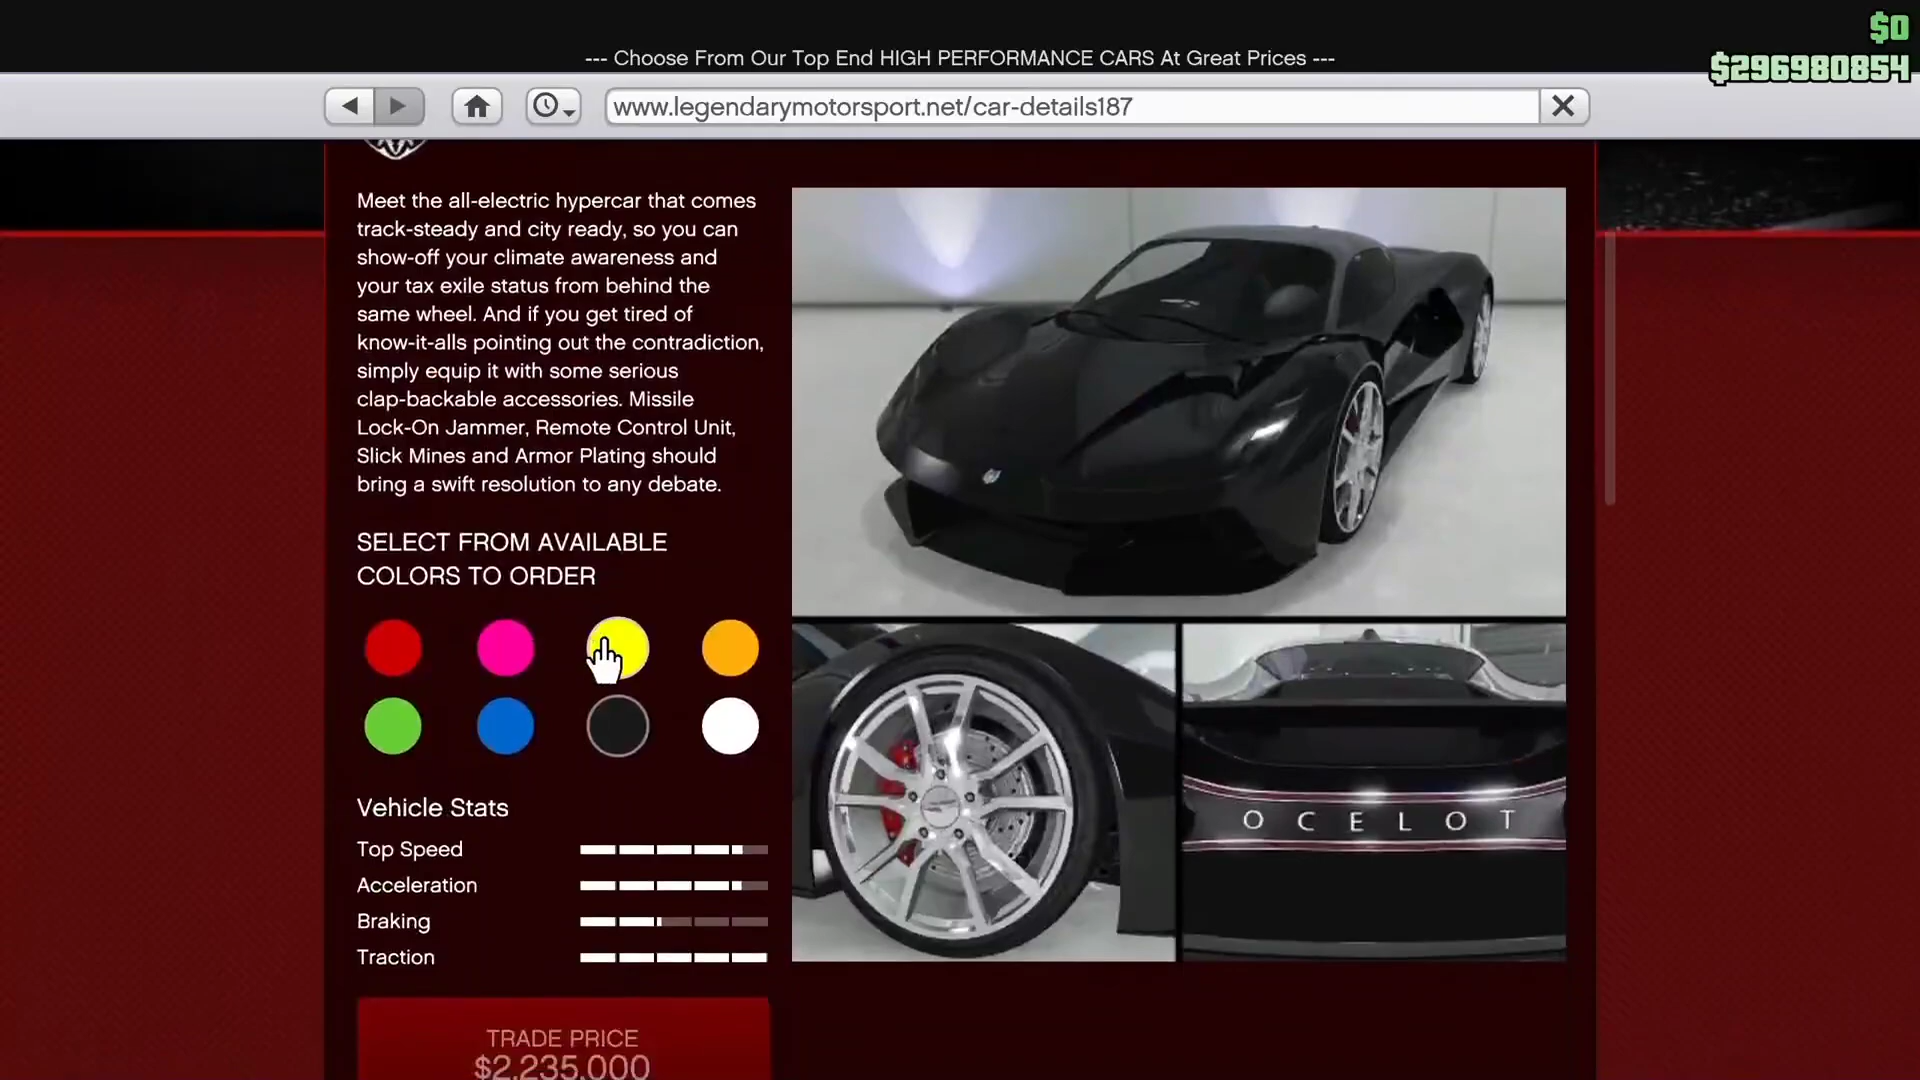 $0
$296980854
--- Choose From Our Top End HIGH PERFORMANCE CARS At Great Prices ---
www.legendarymotorsport.net/car-details187
Meet the all-electric hypercar that comes
track-steady and city ready, so you can
show-off your climate awareness and
your tax exile status from behind the
same wheel. And if you get tired of
know-it-alls pointing out the contradiction,
simply equip it with some serious
clap-backable accessories. Missile
Lock-On Jammer, Remote Control Unit,
Slick Mines and Armor Plating should
bring a swift resolution to any debate.
SELECT FROM AVAILABLE
COLORS TO ORDER
Vehicle Stats
Top Speed
Acceleration
Braking
Traction
OCELOT
TRADE PRICE
$2,235,000